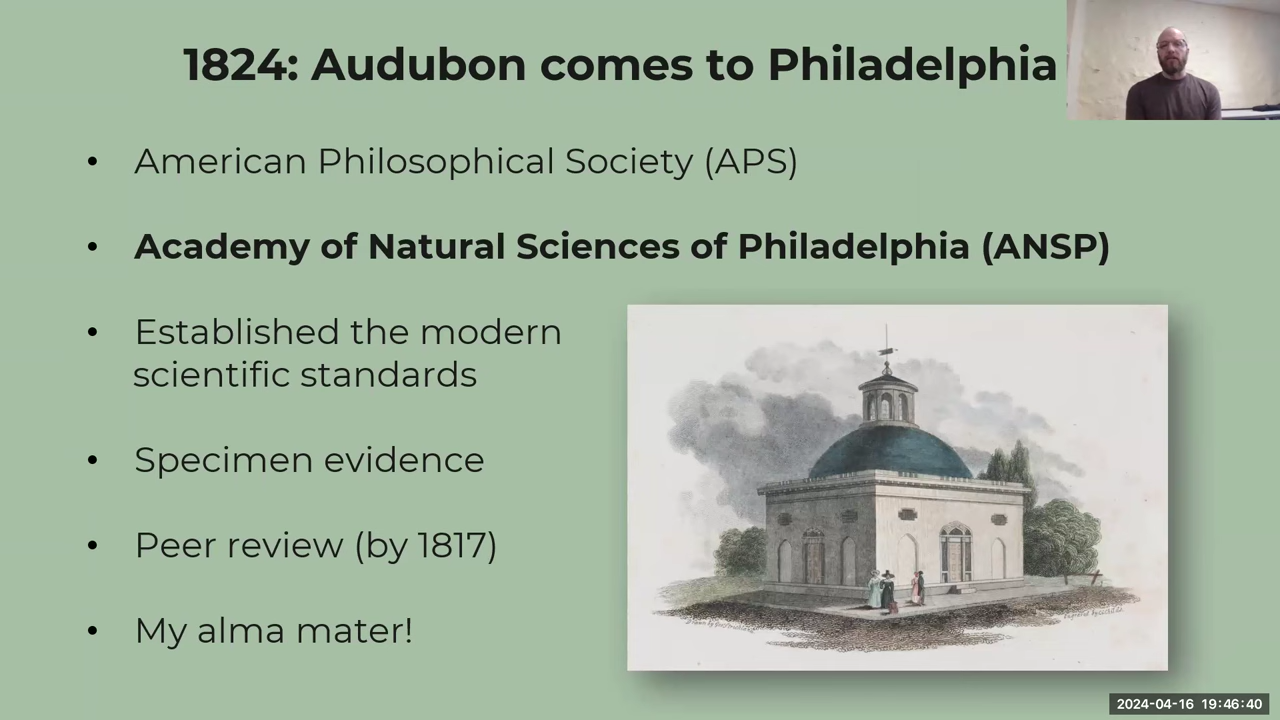 1824: Audubon comes to Philadelphia
• American Philosophical Society (APS)
• Academy of Natural Sciences of Philadelphia (ANSP)
• Established the modern
scientific standards
• Specimen evidence
• Peer review (by 1817)
• My alma mater!
2024-04-16 19:46:40